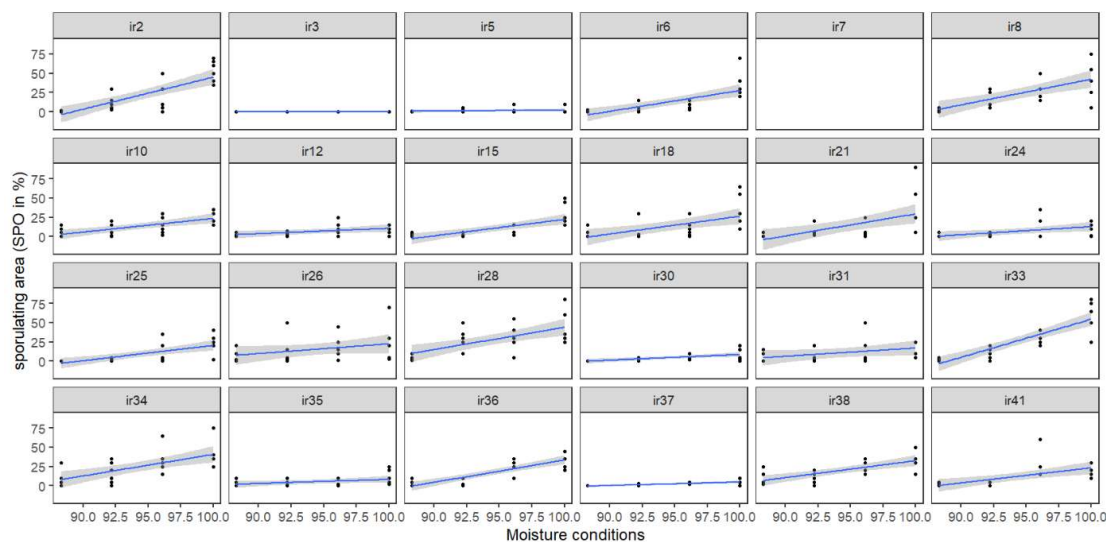 ir2 ir3 ir5 ir6 ir7 ir8
75
50
25
0
ir10 ir12 ir15 ir18 ir21 ir24
75
50
25
0
ir25 ir26 ir28 ir30 ir31 ir33
75
50
25
0
ir34 ir35 ir36 ir37 ir38 ir41
75
50
25
0
90.0 92.5 95.0 97.5 100.0 90.0 92.5 95.0 97.5 100.0 90.0 92.5 95.0 97.5 100.0 90.0 92.5 95.0 97.5 100.0 90.0 92.5 95.0 97.5 100.0 90.0 92.5 95.0 97.5 100.0
Moisture conditions
sporulating area (SPO in %)